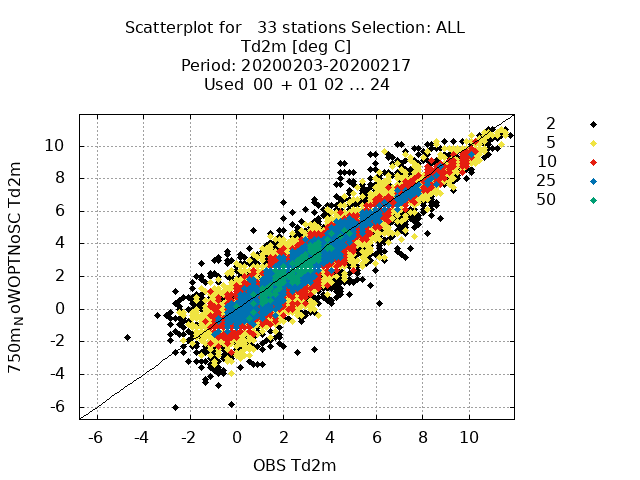 Scatterplot for 33 stations Selection: ALL
Td2m [deg C]
Period: 20200203-20200217
Used 00 + 01 02 ... 24
2
5
10
25
50
10
8
6
4
2
0
-2
-4
-6
750m_NoWOPTNoSC Td2m
-6 -4 -2 0 2 4 6 8 10
OBS Td2m